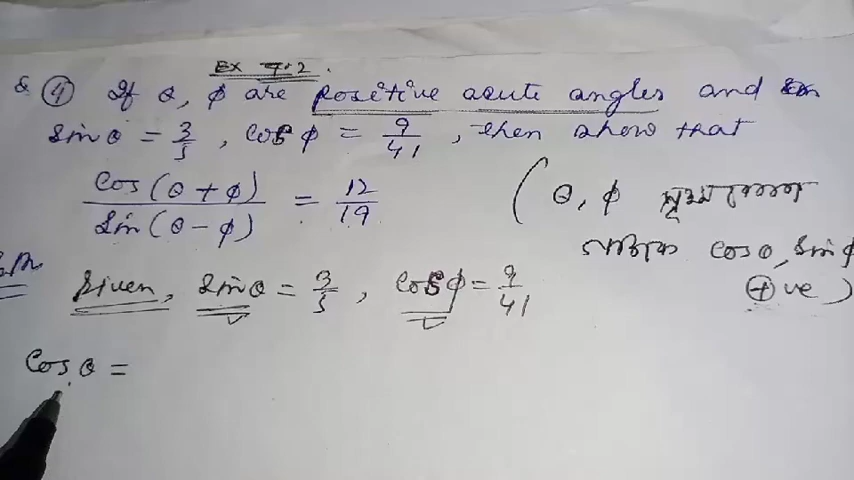 Ex 7.2.
Q (4) If θ, φ are positive acute angles and
sin θ = 3/5, cos φ = 9/41, then show that
cos(θ + φ) / sin(θ - φ) = 12/19
(θ, φ
cos θ, sin φ
⊕ve)
Given, sin θ = 3/5, cos φ = 9/41
cos θ =